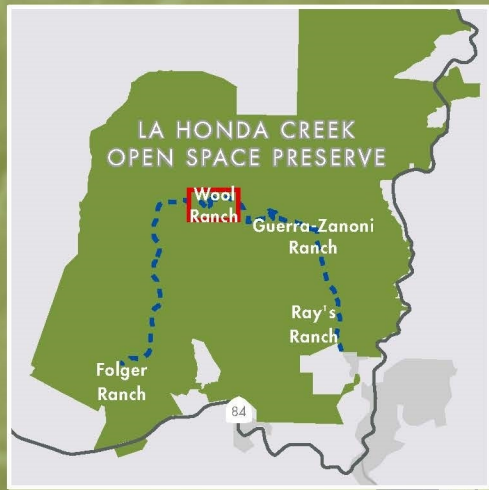 LA HONDA CREEK
OPEN SPACE PRESERVE
Wool
Ranch
Guerra-Zanoni
Ranch
Ray's
Ranch
Folger
Ranch
84